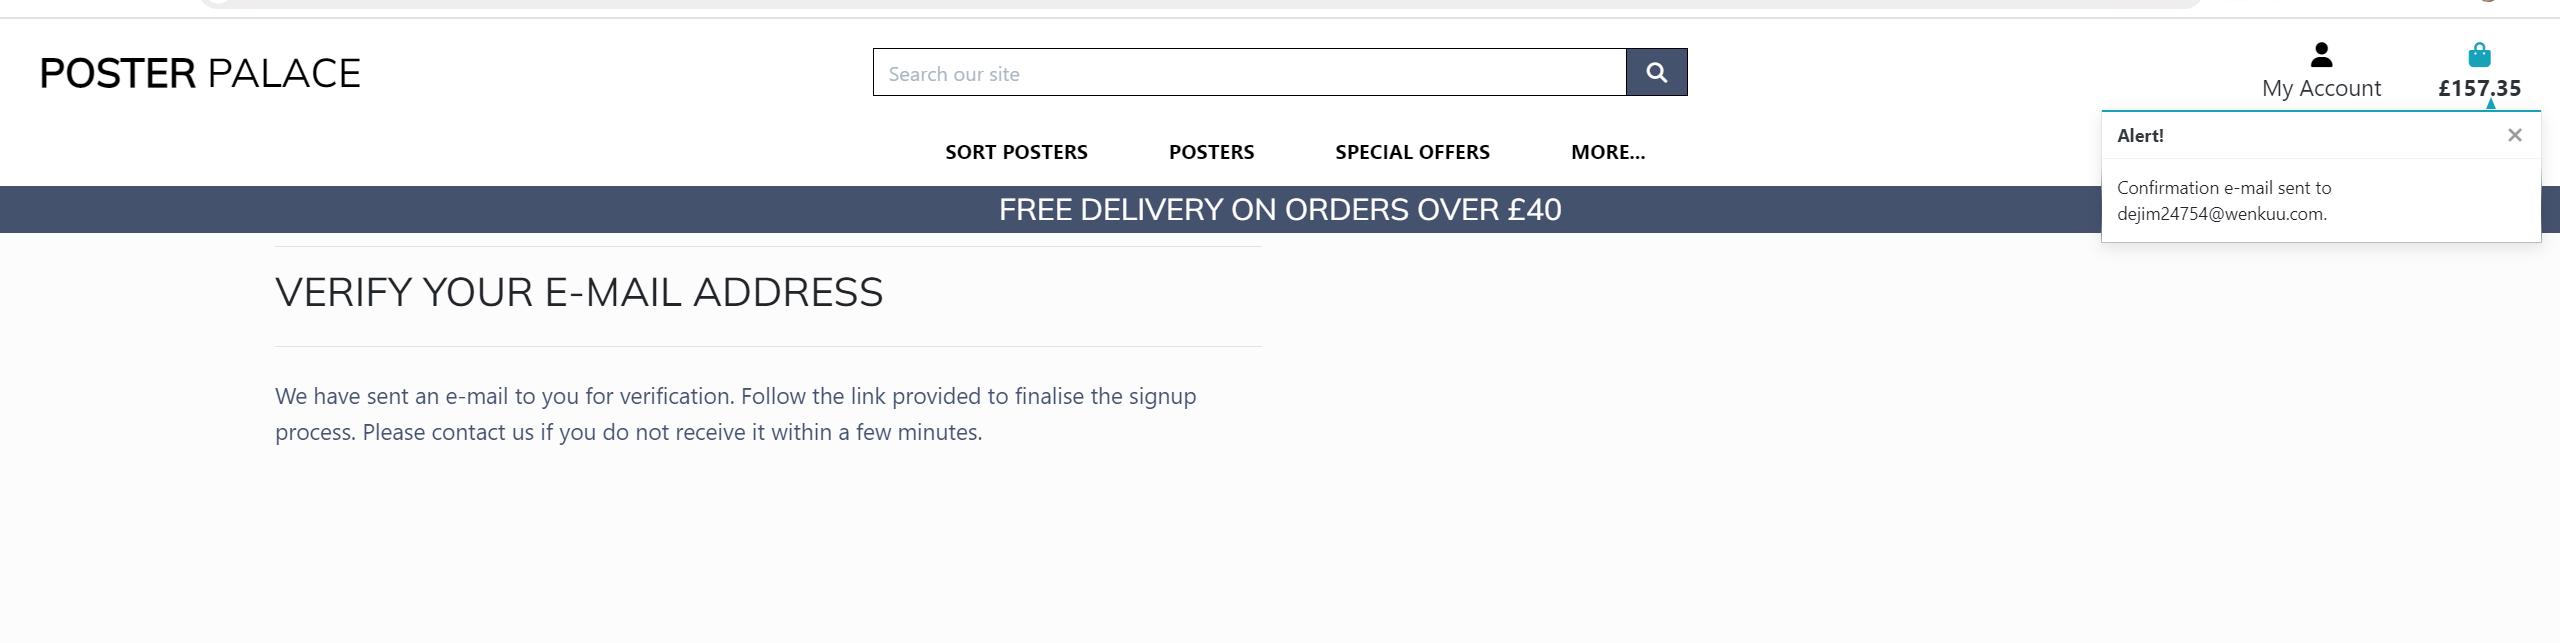 POSTER PALACE
Search our site
My Account
£157.35
SORT POSTERS
POSTERS
SPECIAL OFFERS
MORE...
Alert!
Confirmation e-mail sent to
dejim24754@wenkuu.com.
FREE DELIVERY ON ORDERS OVER £40
VERIFY YOUR E-MAIL ADDRESS
We have sent an e-mail to you for verification. Follow the link provided to finalise the signup
process. Please contact us if you do not receive it within a few minutes.